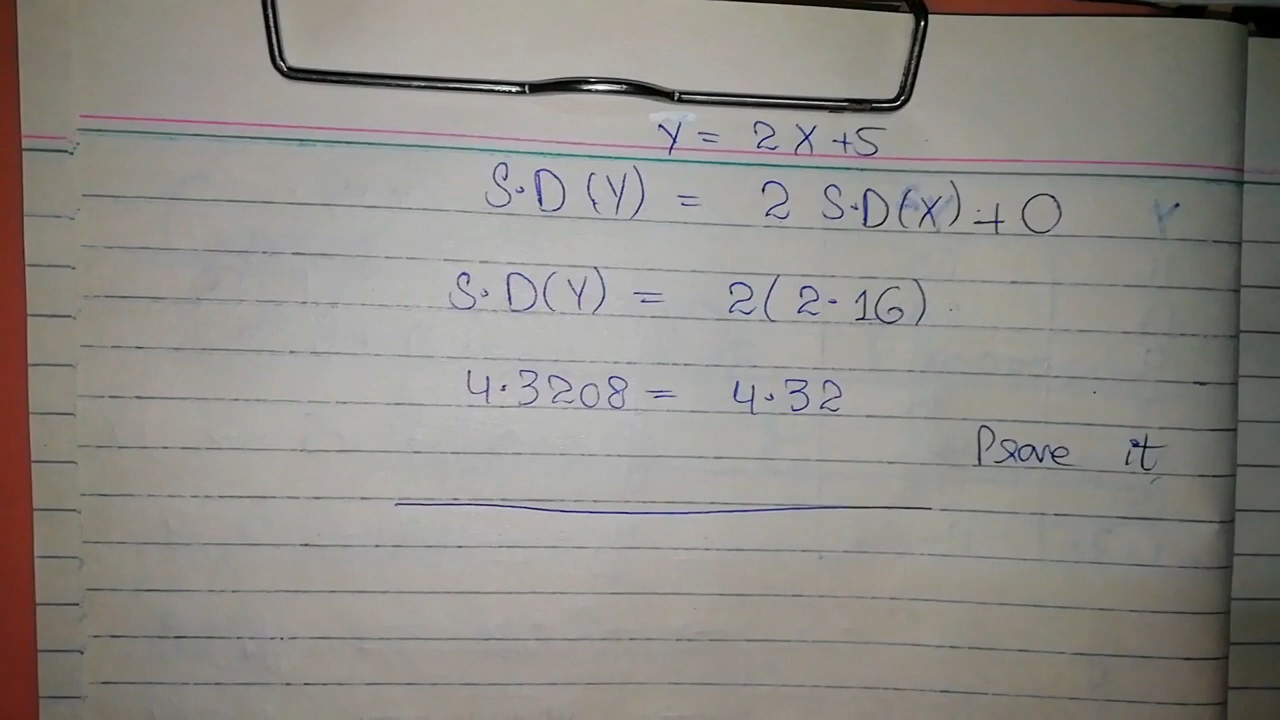 Y = 2X+5
S.D(Y) = 2 S.D(X)+0
S.D(Y) = 2(2.16)
4.3208 = 4.32
Prove it